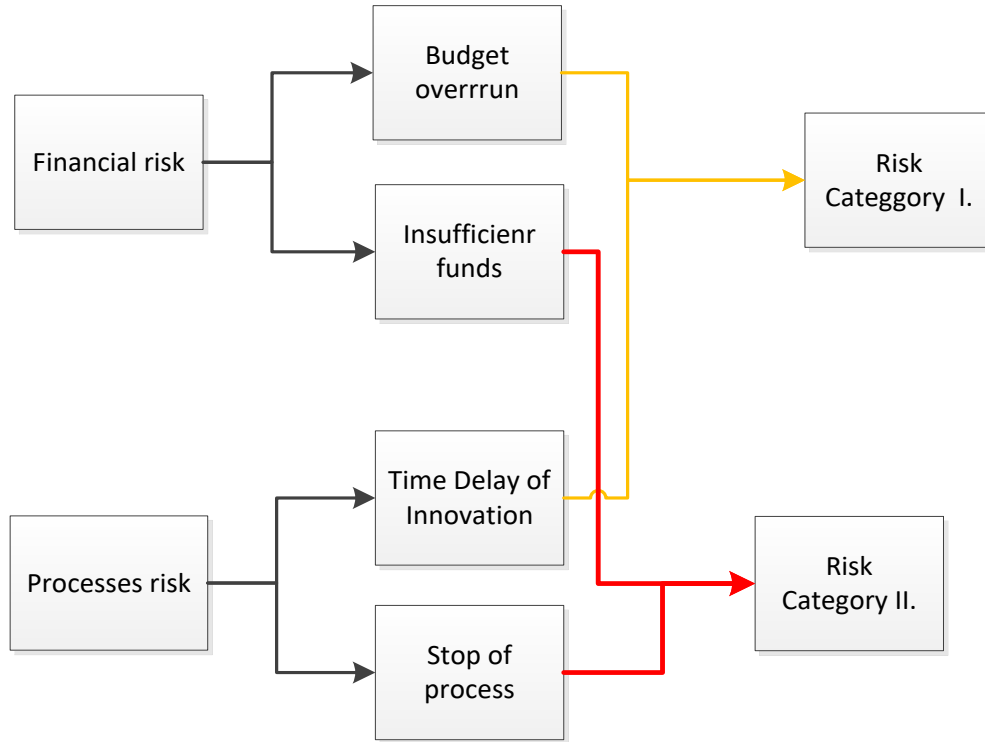 Budget
overrrun
Financial risk
Risk
Categgory  I.
Insufficienr
funds
Time Delay of
Innovation
Processes risk
Risk
Category II.
Stop of
process